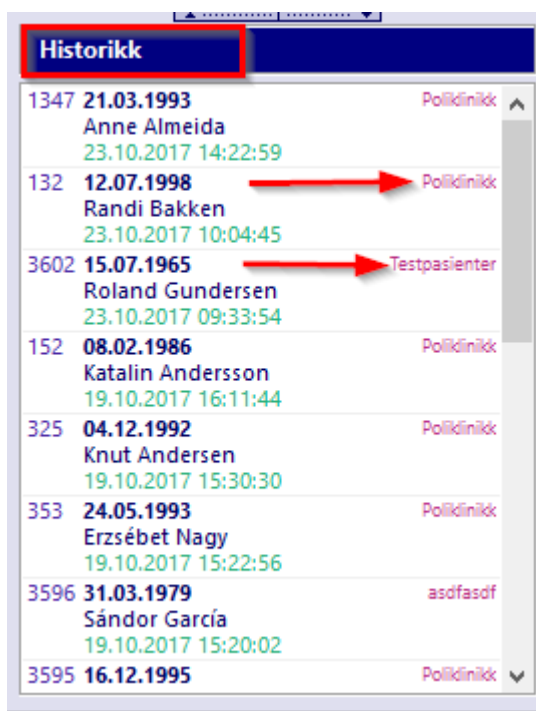 Historikk
1347 21.03.1993 Poliklinikk
Anne Almeida
23.10.2017 14:22:59
132 12.07.1998 Poliklinikk
Randi Bakken
23.10.2017 10:04:45
3602 15.07.1965 Testpasienter
Roland Gundersen
23.10.2017 09:33:54
152 08.02.1986 Poliklinikk
Katalin Andersson
19.10.2017 16:11:44
325 04.12.1992 Poliklinikk
Knut Andersen
19.10.2017 15:30:30
353 24.05.1993 Poliklinikk
Erzsébet Nagy
19.10.2017 15:22:56
3596 31.03.1979 asdfasdf
Sándor García
19.10.2017 15:20:02
3595 16.12.1995 Poliklinikk